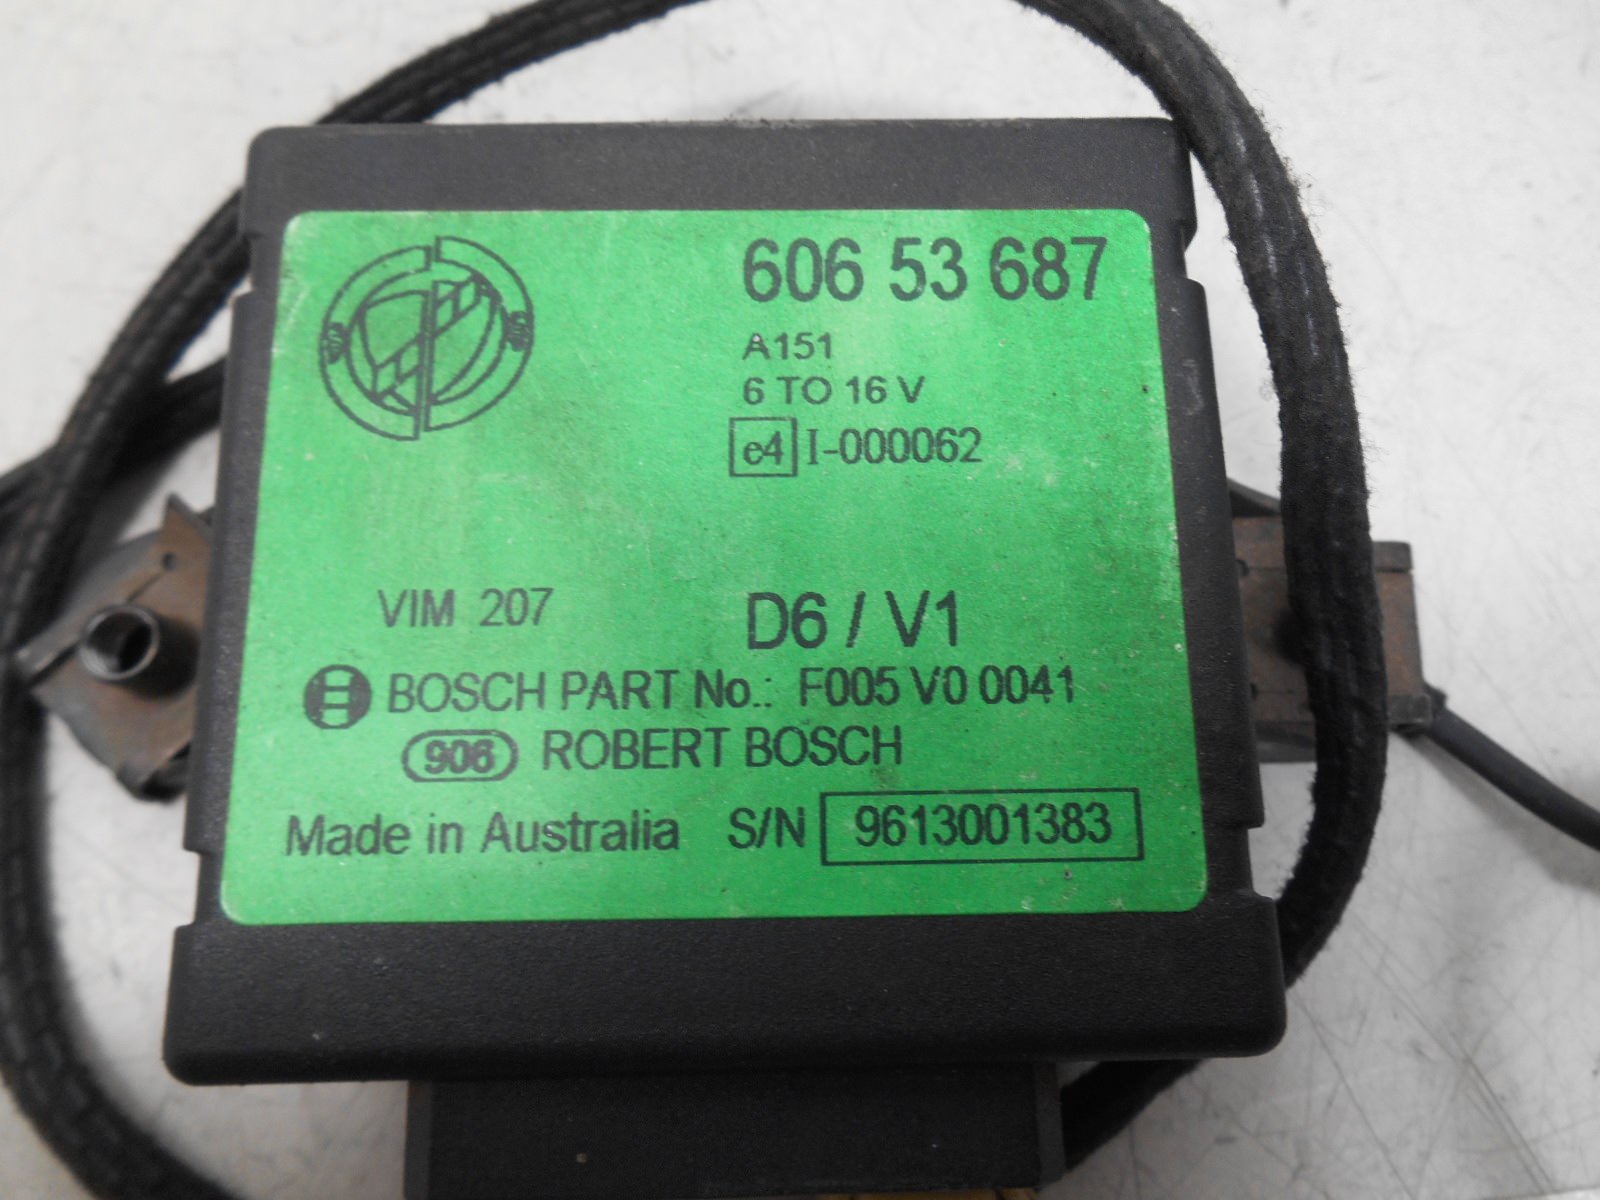 606 53 687
A151
6 TO 16 V
e4 I-000062
VIM 207 D6 / V1
BOSCH PART No.: F005 V0 0041
906 ROBERT BOSCH
Made in Australia S/N 9613001383